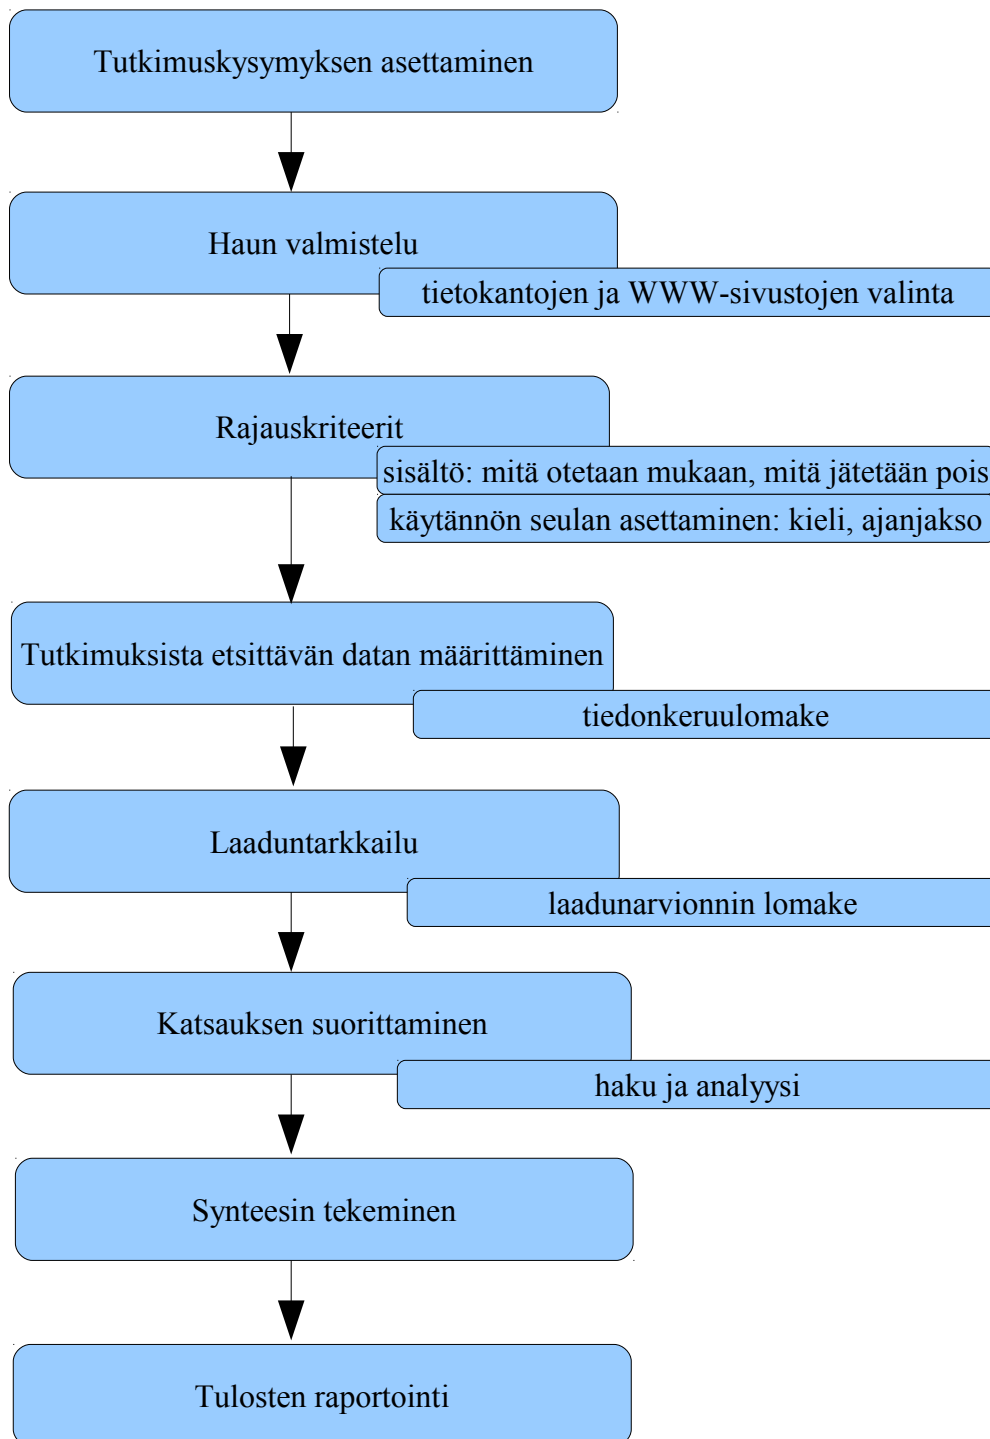 Tutkimuskysymyksen asettaminen
Haun valmistelu
tietokantojen ja WWW-sivustojen valinta
Rajauskriteerit
sisältö: mitä otetaan mukaan, mitä jätetään pois
käytännön seulan asettaminen: kieli, ajanjakso
Tutkimuksista etsittävän datan määrittäminen
tiedonkeruulomake
Laaduntarkkailu
laadunarvionnin lomake
Katsauksen suorittaminen
haku ja analyysi
Synteesin tekeminen
Tulosten raportointi